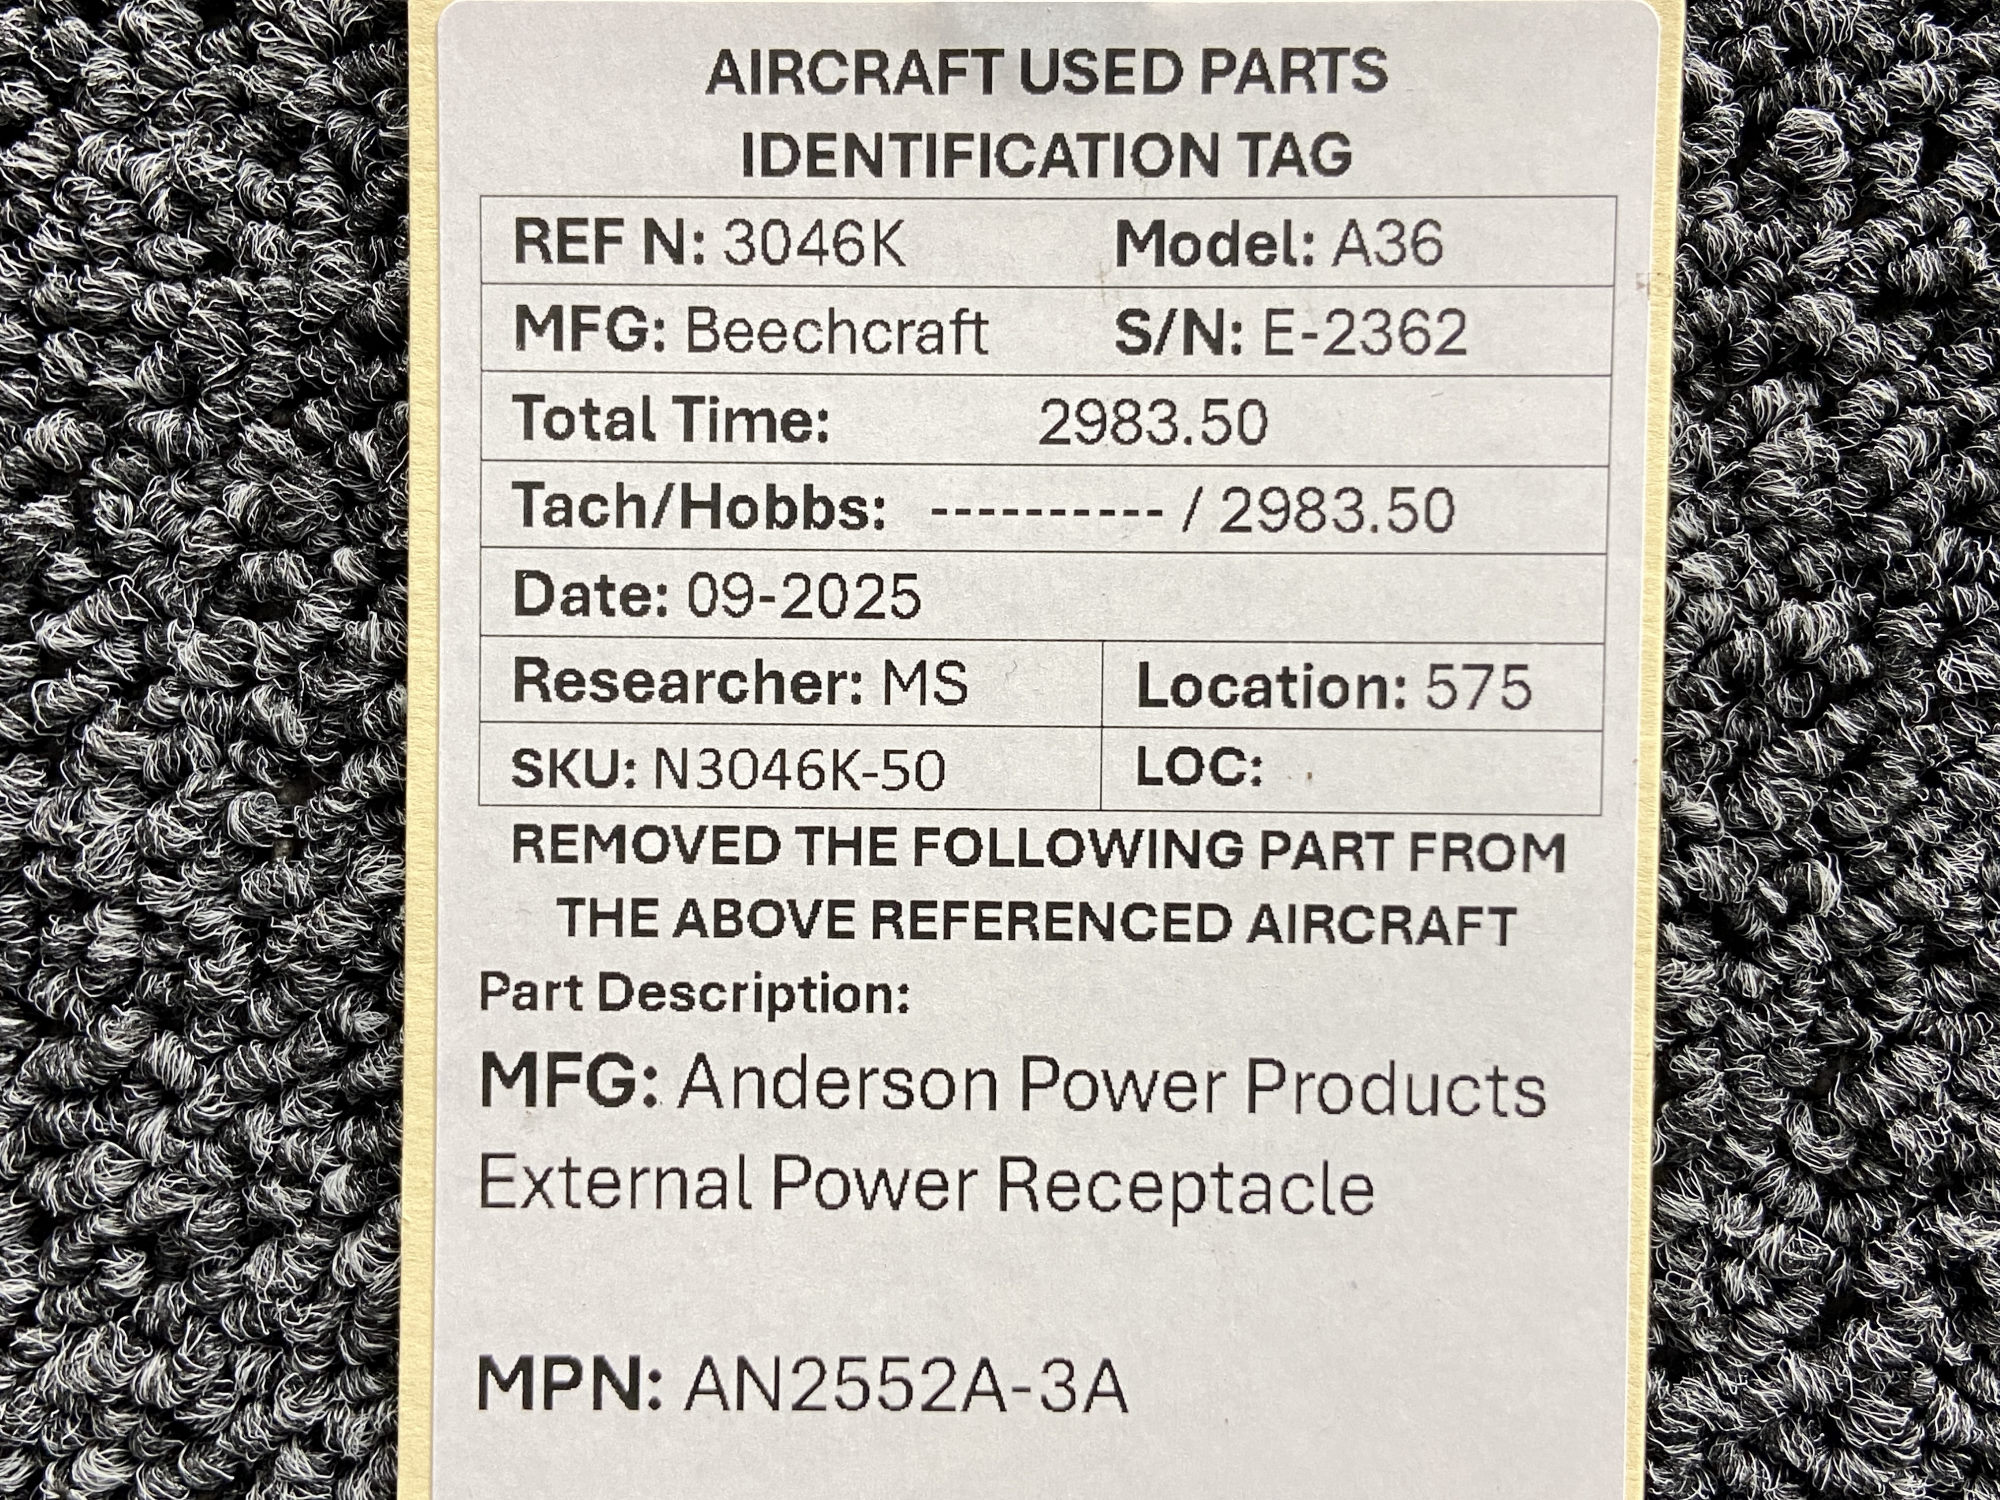 AIRCRAFT USED PARTS
IDENTIFICATION TAG
REF N: 3046K Model: A36
MFG: Beechcraft S/N: E-2362
Total Time: 2983.50
Tach/Hobbs: ---------- / 2983.50
Date: 09-2025
Researcher: MS Location: 575
SKU: N3046K-50 LOC:
REMOVED THE FOLLOWING PART FROM
THE ABOVE REFERENCED AIRCRAFT
Part Description:
MFG: Anderson Power Products
External Power Receptacle
MPN: AN2552A-3A